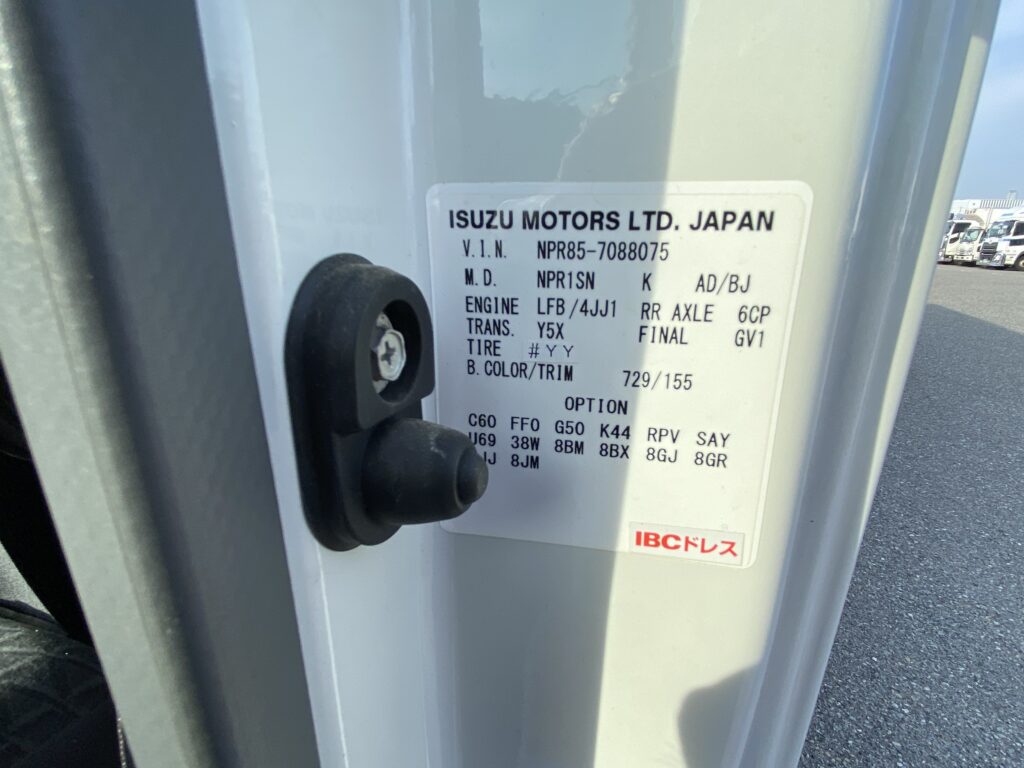 ISUZU MOTORS LTD. JAPAN
V.I.N. NPR85-7088075
M.D. NPR1SN K AD/BJ
ENGINE LFB/4JJ1 RR AXLE 6CP
TRANS. Y5X FINAL GV1
TIRE #YY
B.COLOR/TRIM 729/155
OPTION
C60 FF0 G50 K44 RPV SAY
U69 38W 8BM 8BX 8GJ 8GR
8JM
IBCドレス